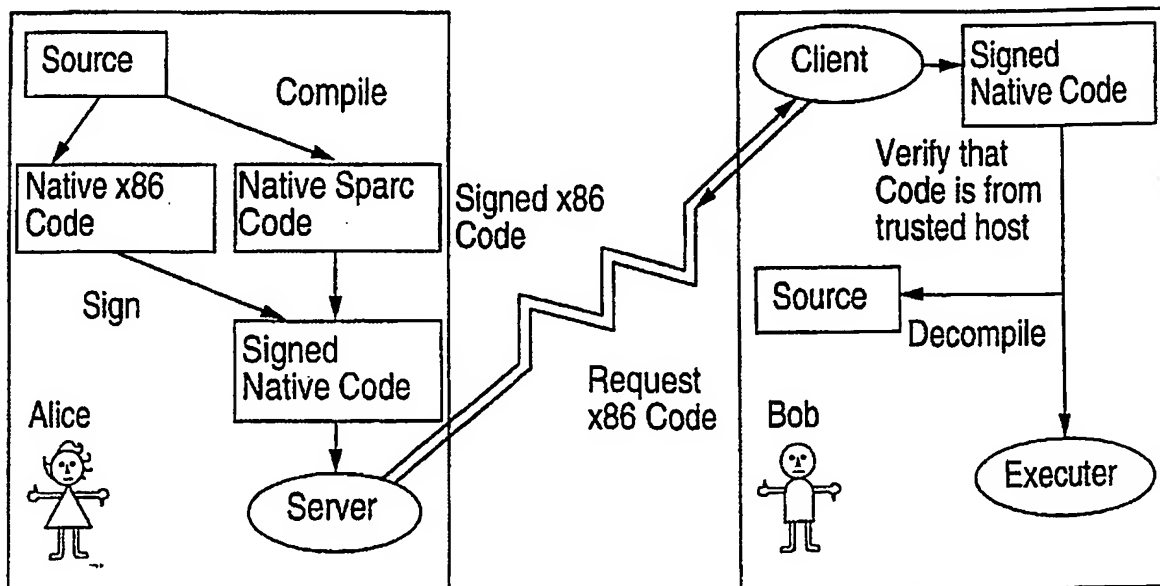 Source
Compile
Native x86
Code
Native Sparc
Code
Sign
Signed
Native Code
Alice
Server
Signed x86
Code
Request
x86 Code
Client
Signed
Native Code
Verify that
Code is from
trusted host
Source
Decompile
Bob
Executer